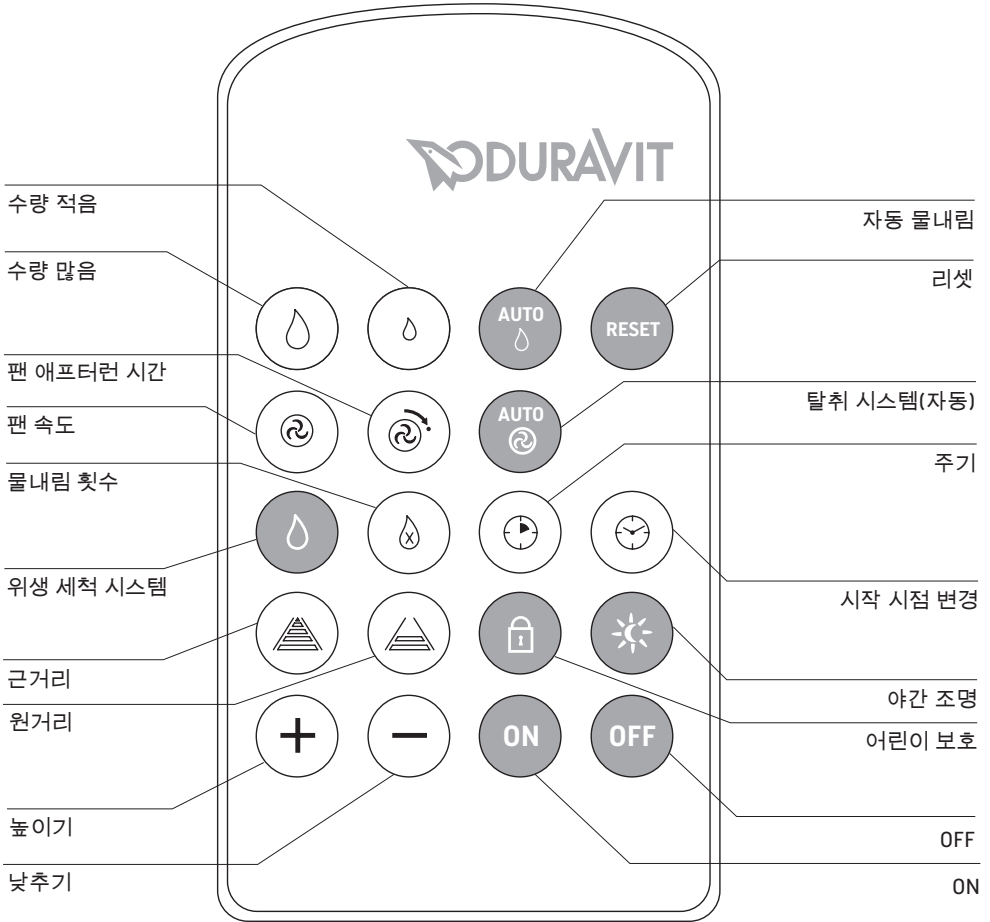 DURAVIT
수량 적음
수량 많음
팬 애프터런 시간
팬 속도
물내림 횟수
위생 세척 시스템
근거리
원거리
높이기
낮추기
AUTO
RESET
AUTO
X
ON
OFF
자동 물내림
리셋
탈취 시스템(자동)
주기
시작 시점 변경
야간 조명
어린이 보호
OFF
ON